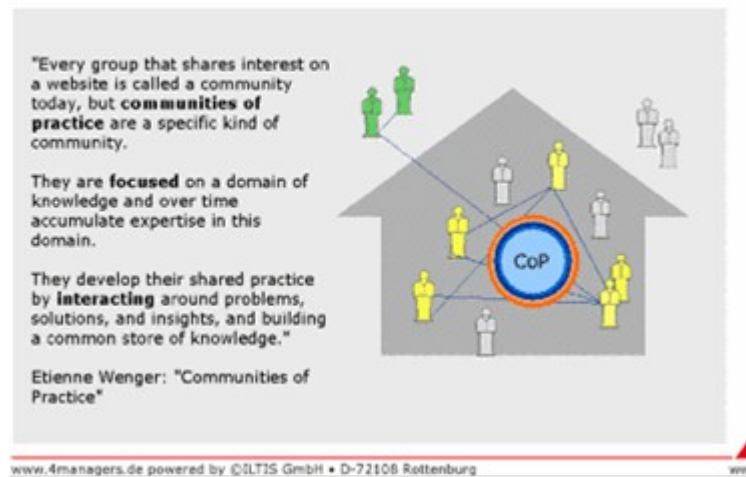 "Every group that shares interest on
a website is called a community
today, but communities of
practice are a specific kind of
community.
They are focused on a domain of
knowledge and over time
accumulate expertise in this
domain.
They develop their shared practice
by interacting around problems,
solutions, and insights, and building
a common store of knowledge."
Etienne Wenger: "Communities of
Practice"
CoP
www.4managers.de powered by ©ILTIS GmbH • D-72108 Rottenburg